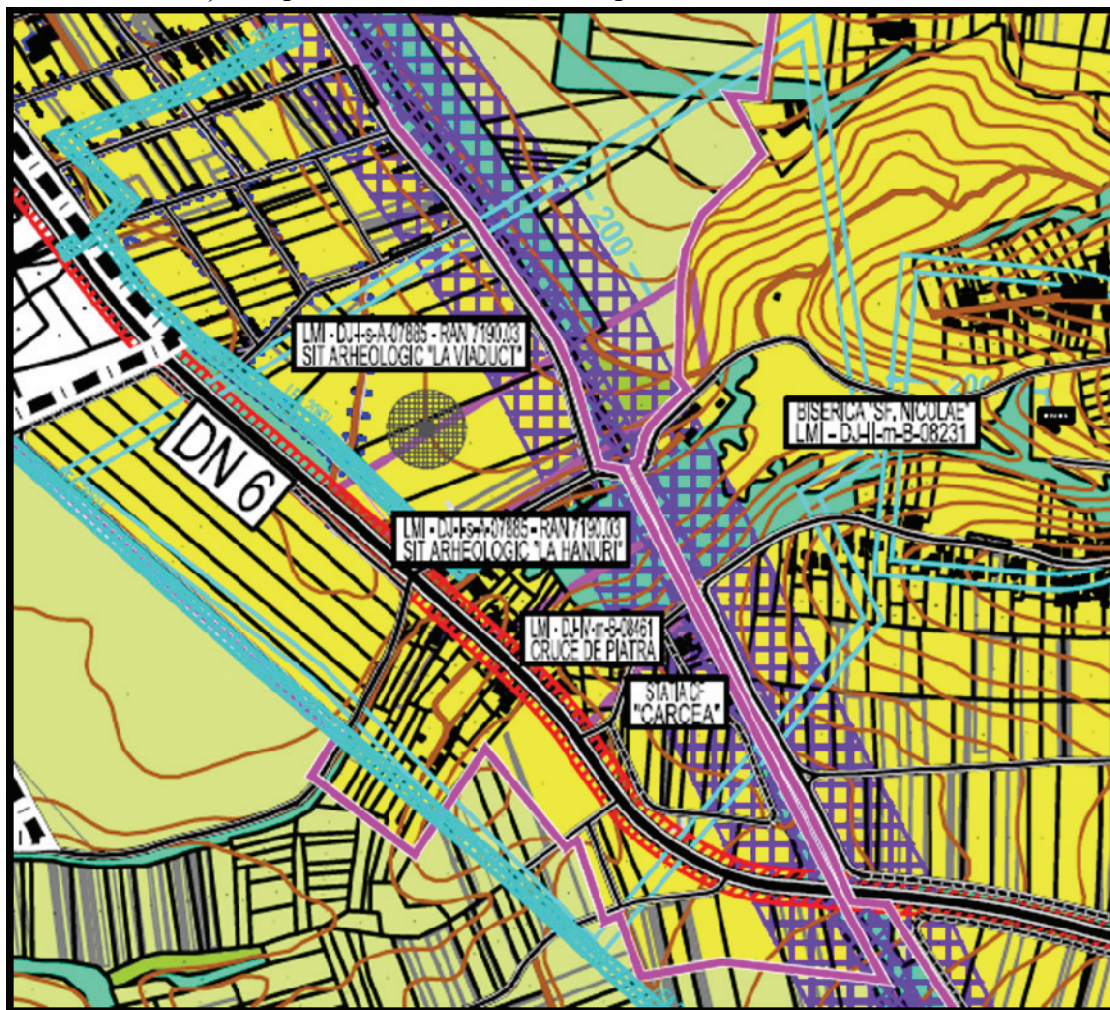 200
LMI - DJ-I-s-A-07885 - RAN 7190.03
SIT ARHEOLOGIC "LA VIADUCT"
200
BISERICA "SF. NICOLAE"
LMI - DJ-II-m-B-08231
DN 6
LMI - DJ-I-s-A-07885 - RAN 7190.03
SIT ARHEOLOGIC "LA HANURI"
LMI - DJ-IV-m-B-08461
CRUCE DE PIATRA
STATIA CF
"CARCEA"